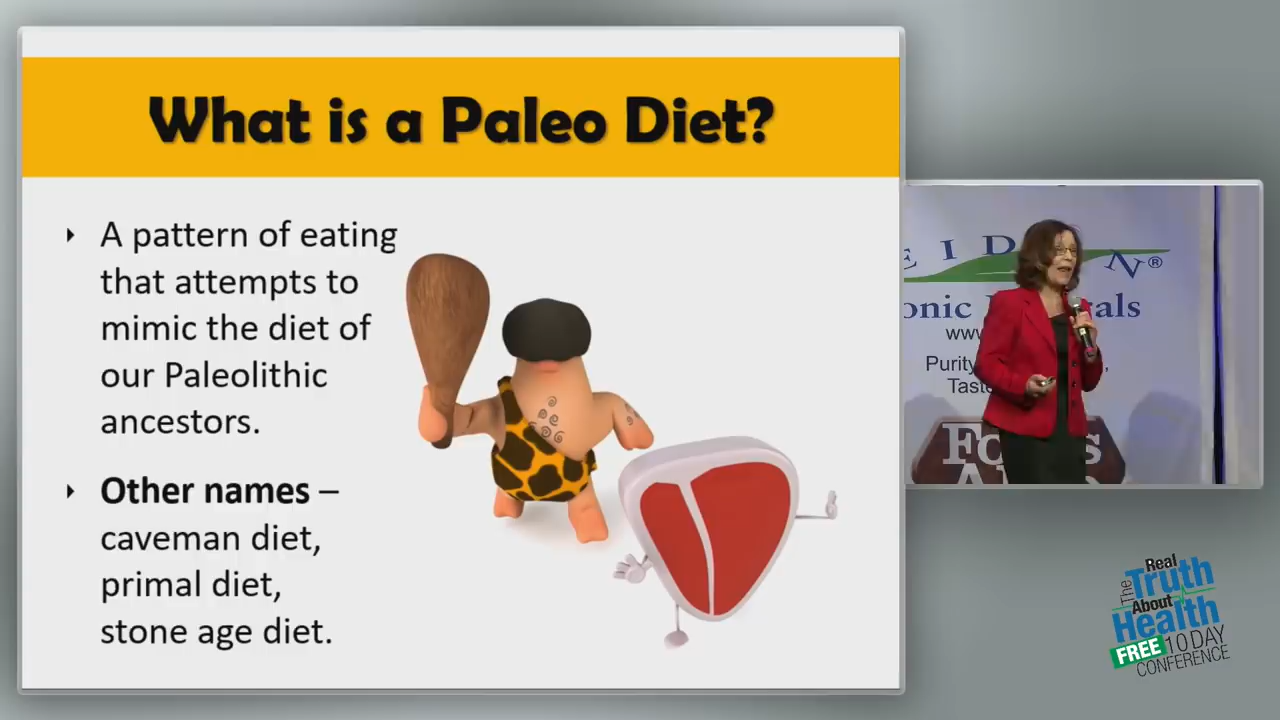 What is a Paleo Diet?
A pattern of eating
that attempts to
mimic the diet of
our Paleolithic
ancestors.
Other names –
caveman diet,
primal diet,
stone age diet.
E I D N®
onic
als
www.
Purity
Taste
The Real
Truth
About
Health
FREE 10 DAY
CONFERENCE